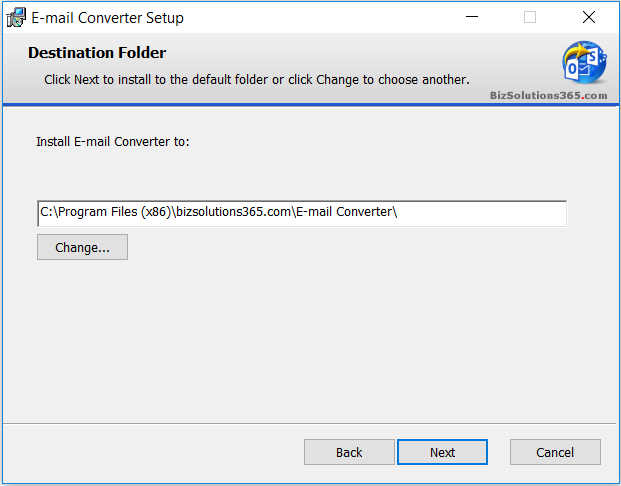 E-mail Converter Setup
Destination Folder
Click Next to install to the default folder or click Change to choose another.
O S
BizSolutions365.com
Install E-mail Converter to:
C:\Program Files (x86)\bizsolutions365.com\E-mail Converter\
Change...
Back Next Cancel